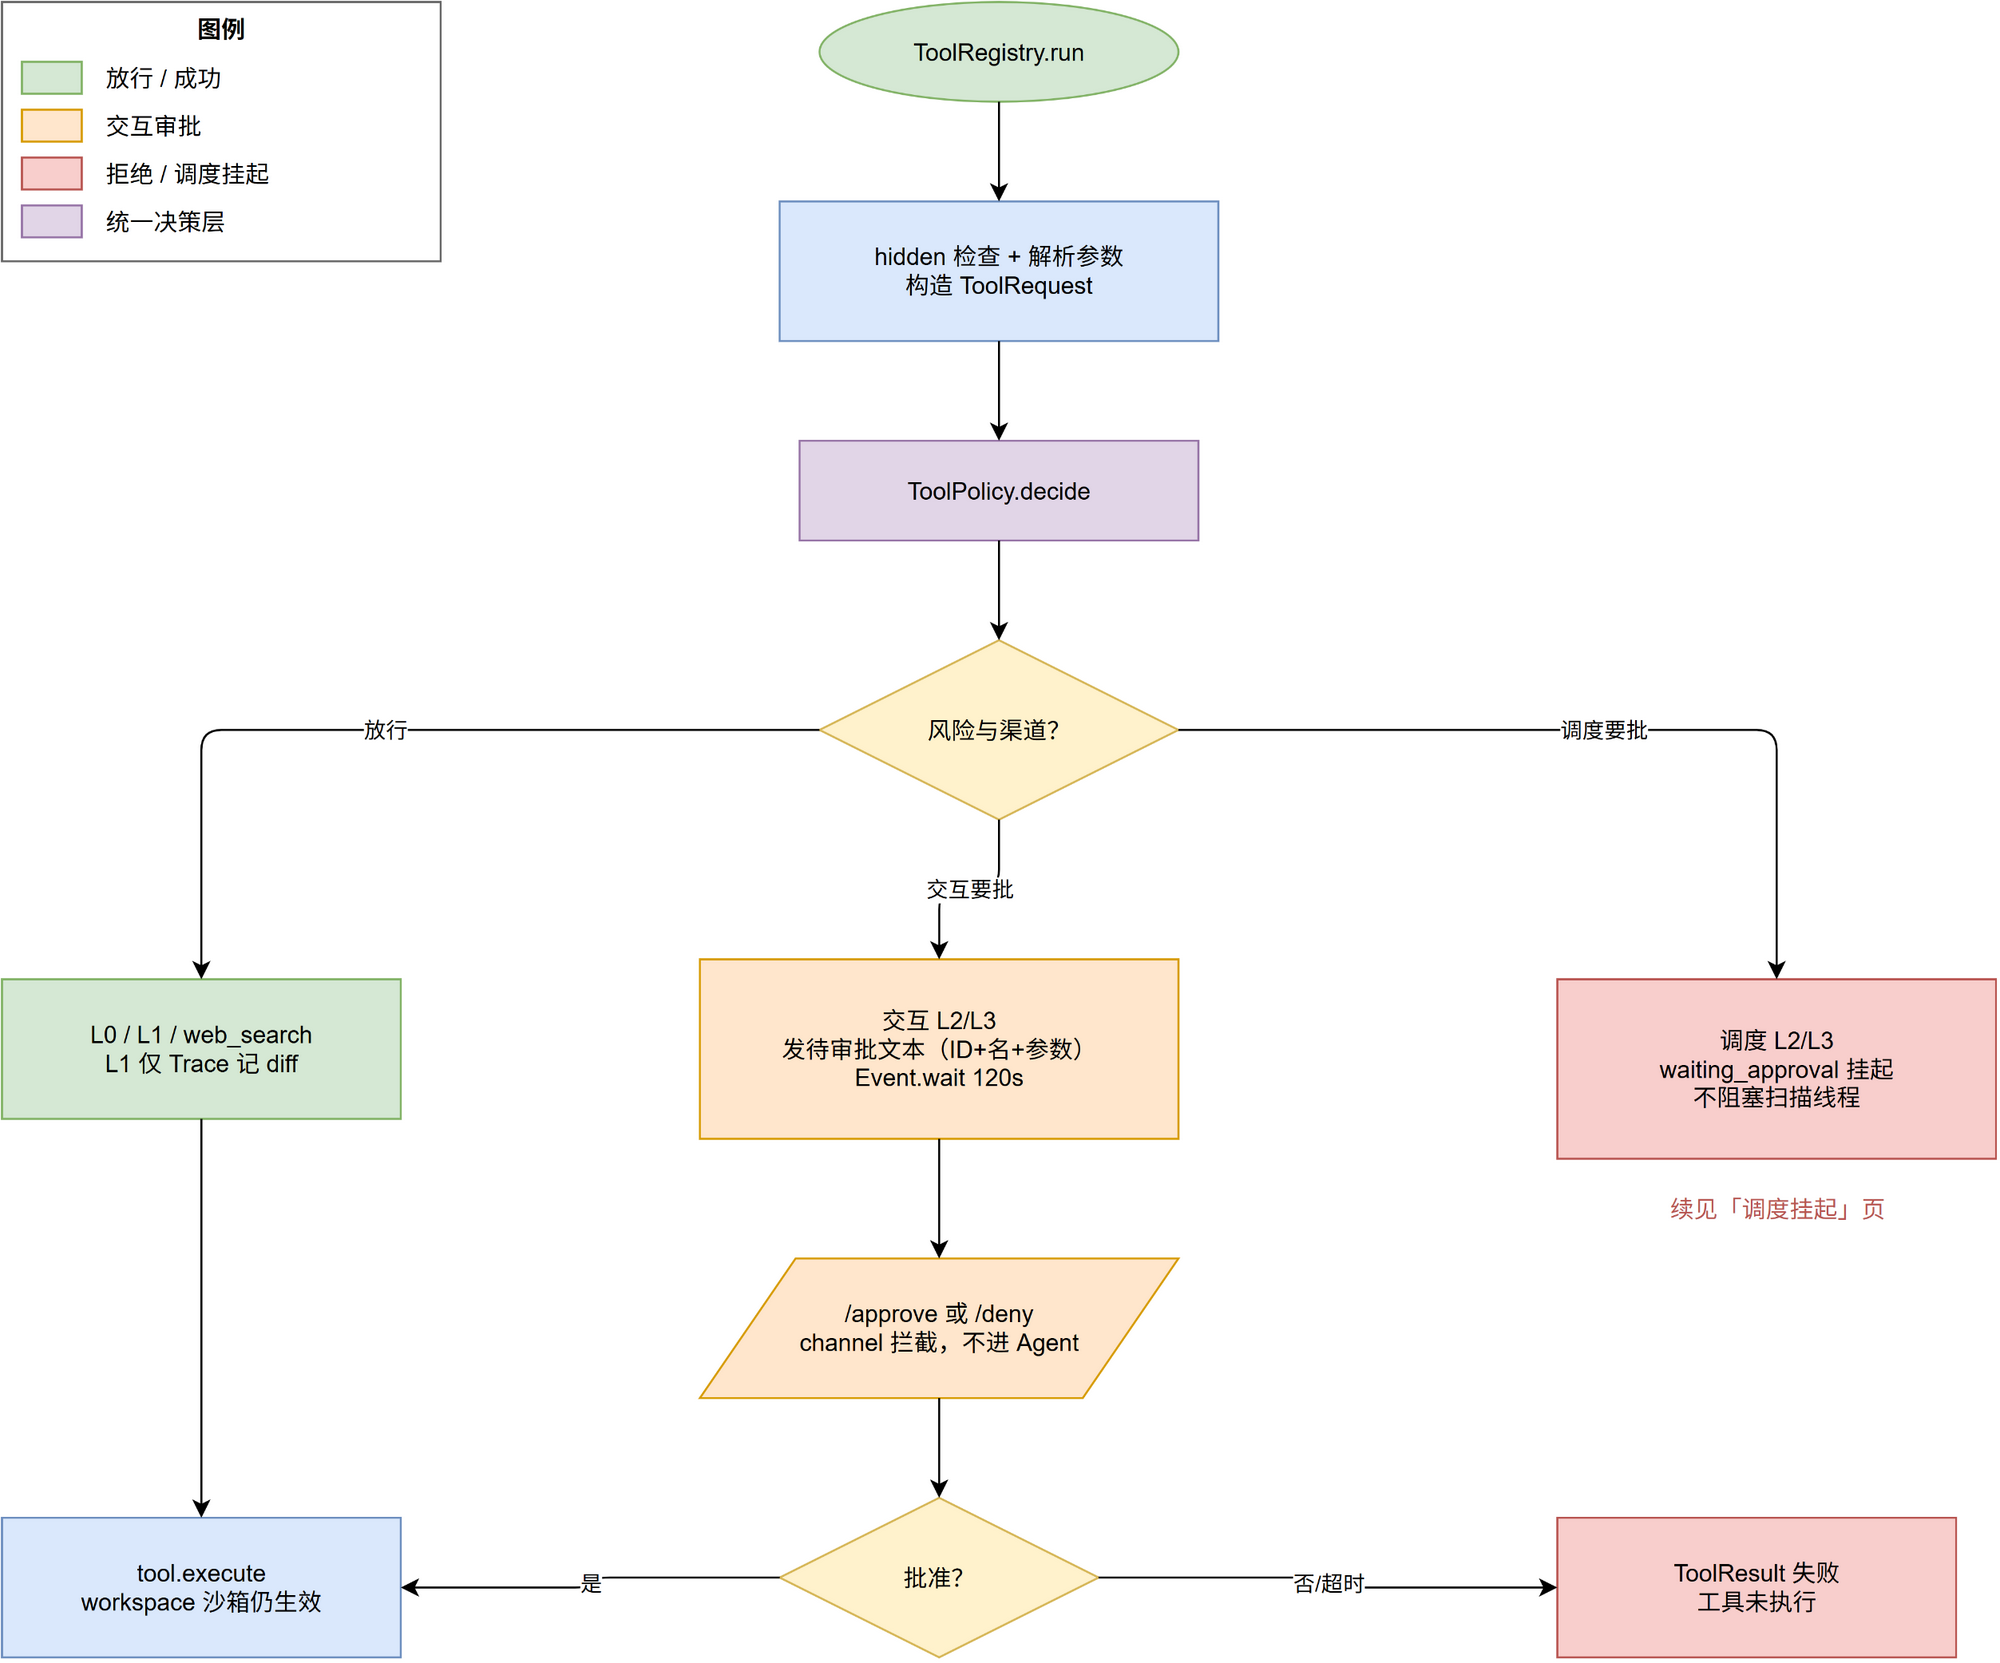 图例
放行 / 成功
交互审批
拒绝 / 调度挂起
统一决策层
ToolRegistry.run
hidden 检查 + 解析参数
构造 ToolRequest
ToolPolicy.decide
风险与渠道？
放行
交互要批
调度要批
L0 / L1 / web_search
L1 仅 Trace 记 diff
交互 L2/L3
发待审批文本（ID+名+参数）
Event.wait 120s
调度 L2/L3
waiting_approval 挂起
不阻塞扫描线程
续见「调度挂起」页
/approve 或 /deny
channel 拦截，不进 Agent
批准？
是
否/超时
tool.execute
workspace 沙箱仍生效
ToolResult 失败
工具未执行